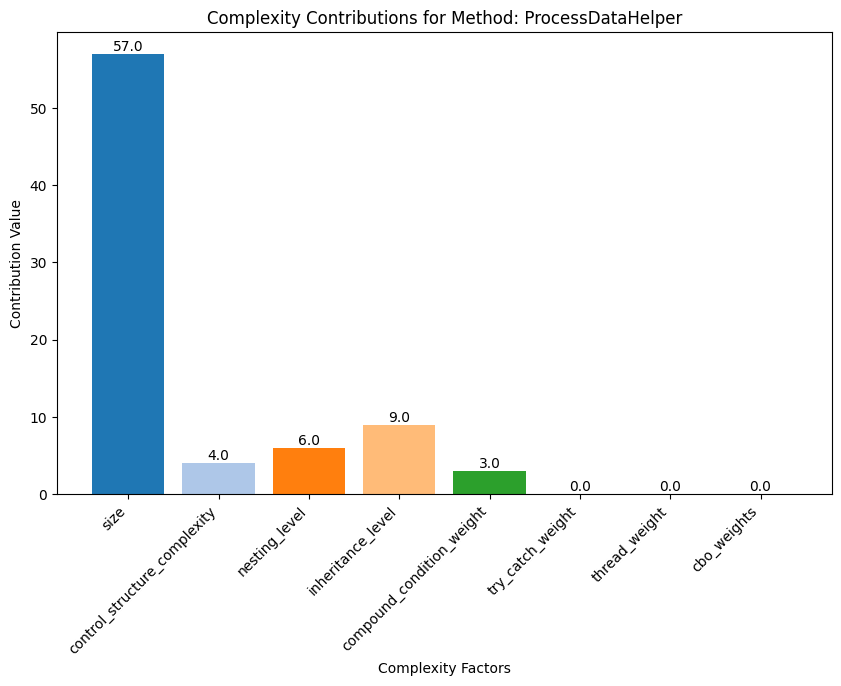 Complexity Contributions for Method: ProcessDataHelper
Contribution Value
50
40
30
20
10
0
57.0
4.0
6.0
9.0
3.0
0.0
0.0
0.0
size
control_structure_complexity
nesting_level
inheritance_level
compound_condition_weight
try_catch_weight
thread_weight
cbo_weights
Complexity Factors